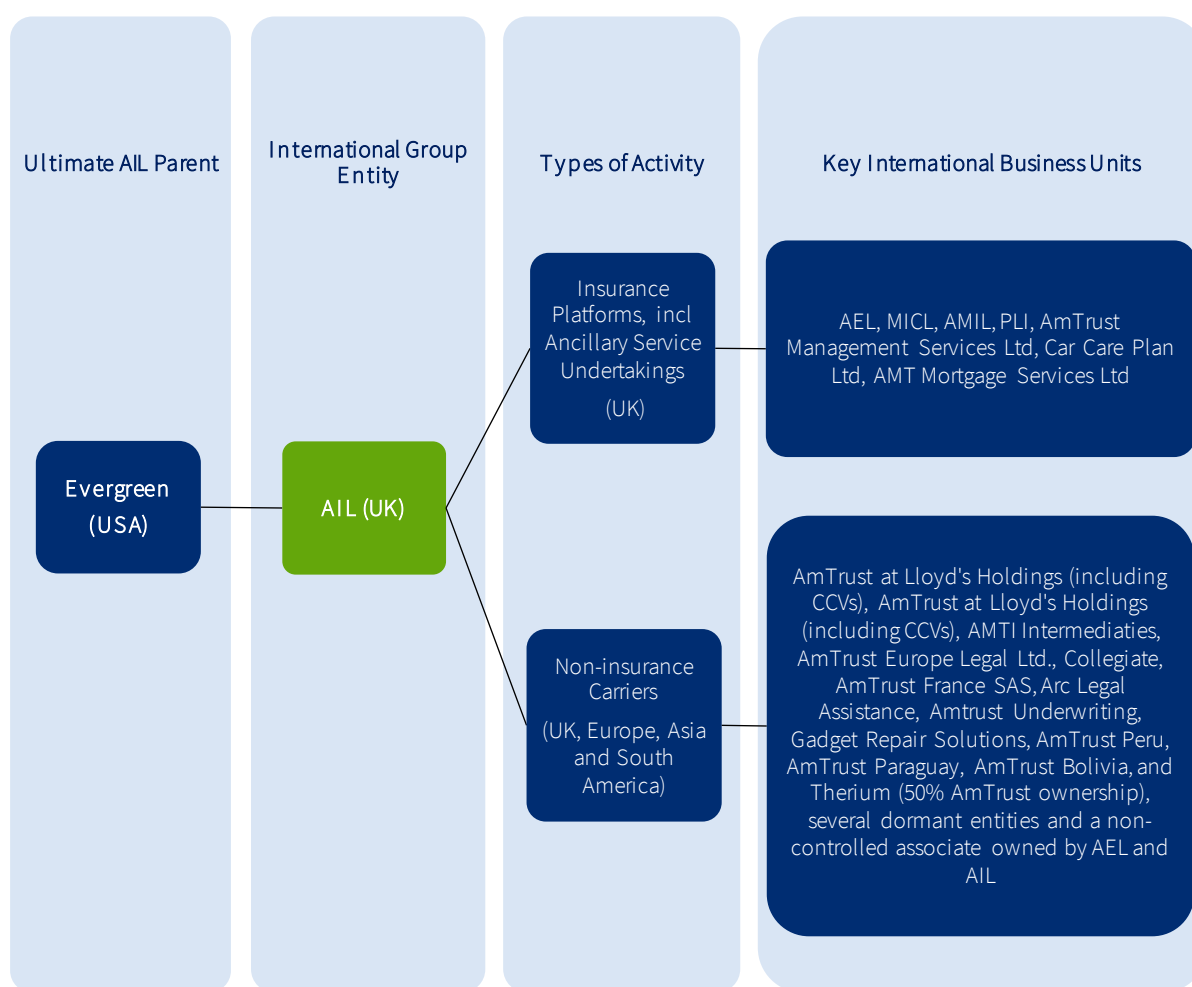 Ultimate AIL Parent
International Group
Entity
Types of Activity
Key International Business Units
Evergreen
(USA)
AIL (UK)
Insurance
Platforms, incl
Ancillary Service
Undertakings
(UK)
AEL, MICL, AMIL, PLI, AmTrust
Management Services Ltd, Car Care Plan
Ltd, AMT Mortgage Services Ltd
Non-insurance
Carriers
(UK, Europe, Asia
and South
America)
AmTrust at Lloyd's Holdings (including
CCVs), AmTrust at Lloyd's Holdings
(including CCVs), AMTI Intermediaties,
AmTrust Europe Legal Ltd., Collegiate,
AmTrust France SAS, Arc Legal
Assistance, Amtrust Underwriting,
Gadget Repair Solutions, AmTrust Peru,
AmTrust Paraguay, AmTrust Bolivia, and
Therium (50% AmTrust ownership),
several dormant entities and a non-
controlled associate owned by AEL and
AIL